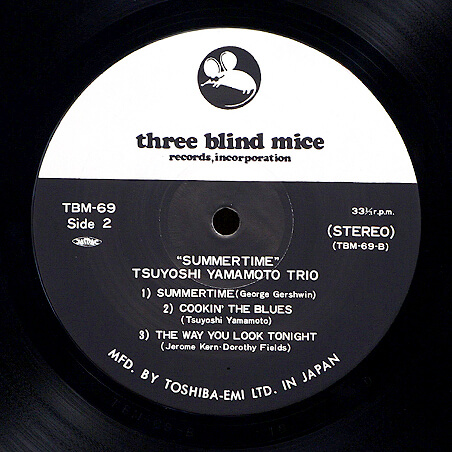 three blind mice
records, incorporation
TBM-69
Side 2
JASRAC
33⅓ r.p.m.
(STEREO)
(TBM-69-B)
"SUMMERTIME"
TSUYOSHI YAMAMOTO TRIO
1) SUMMERTIME (George Gershwin)
2) COOKIN' THE BLUES
(Tsuyoshi Yamamoto)
3) THE WAY YOU LOOK TONIGHT
(Jerome Kern·Dorothy Fields)
MFD. BY TOSHIBA-EMI LTD. IN JAPAN